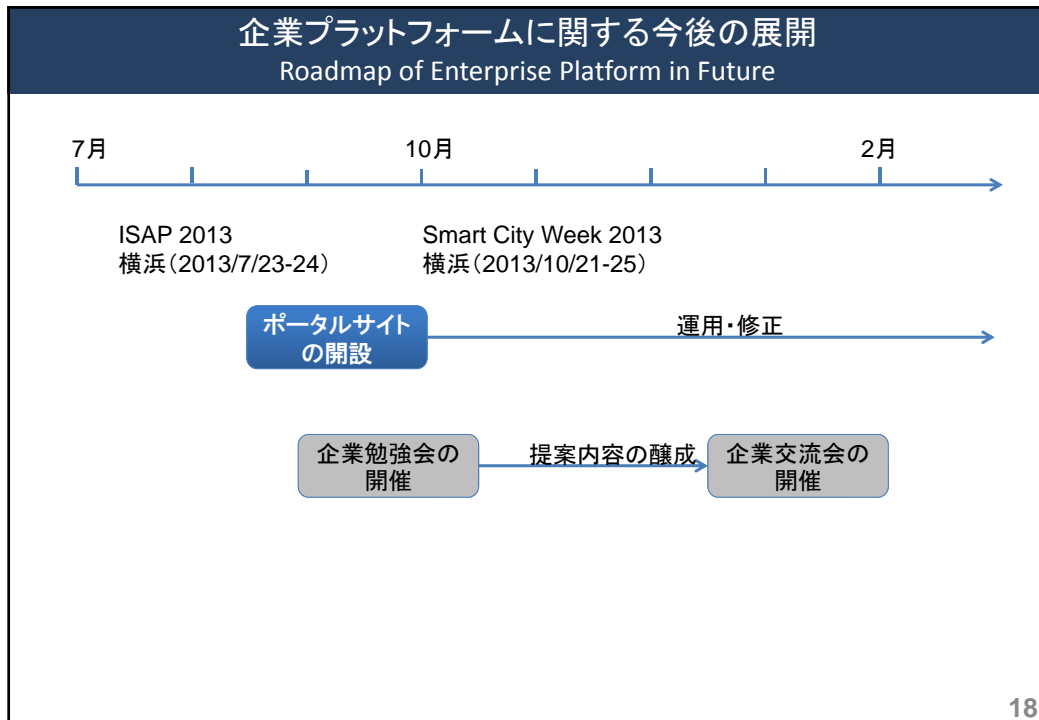 企業プラットフォームに関する今後の展開
Roadmap of Enterprise Platform in Future
7月 10月 2月
ISAP 2013
横浜（2013/7/23-24）
Smart City Week 2013
横浜（2013/10/21-25）
ポータルサイト
の開設
運用・修正
企業勉強会の
開催
提案内容の醸成
企業交流会の
開催
18